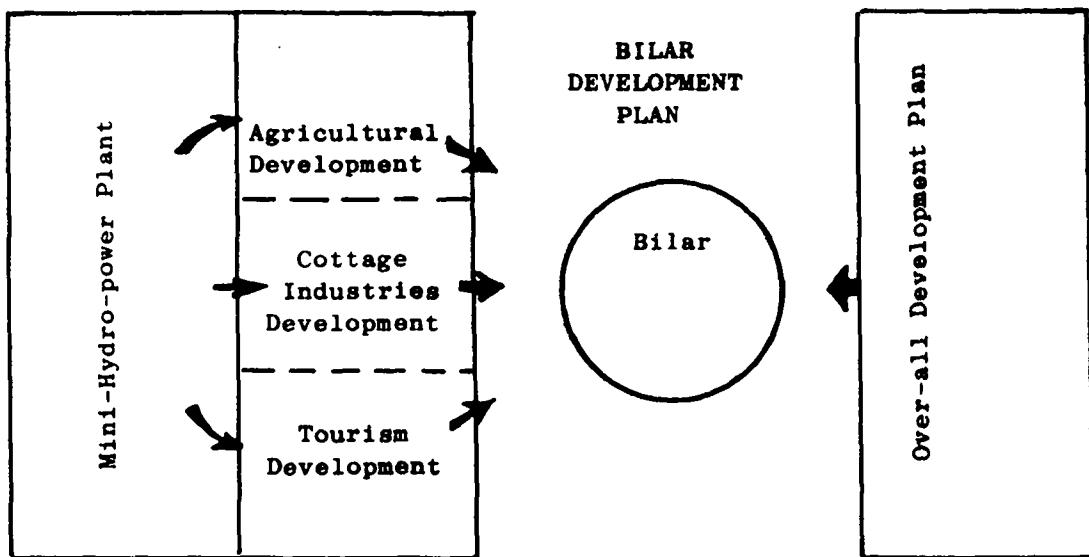 Mini-Hydro-power Plant
Agricultural
Development
Cottage
Industries
Development
Tourism
Development
BILAR
DEVELOPMENT
PLAN
Bilar
Over-all Development Plan